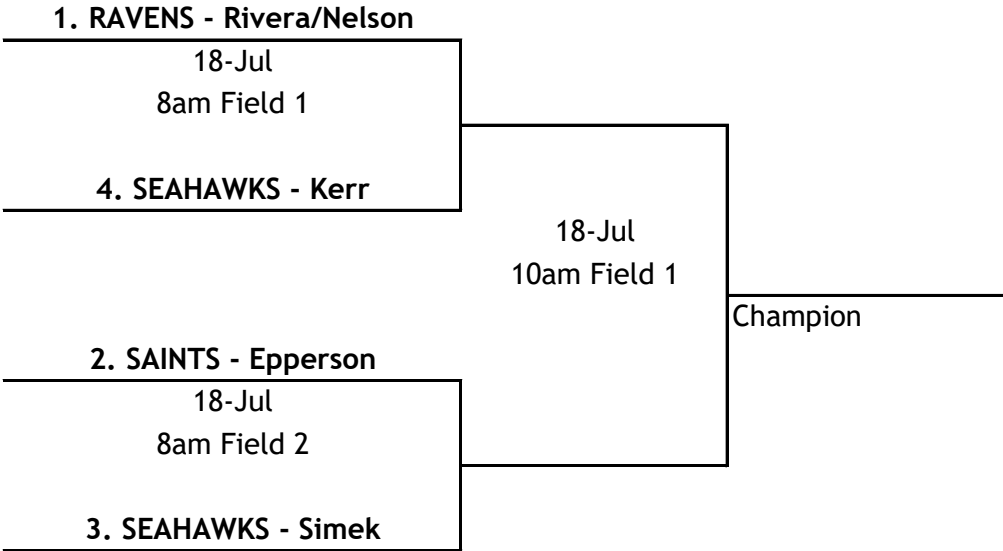 1. RAVENS - Rivera/Nelson
18-Jul
8am Field 1
4. SEAHAWKS - Kerr
18-Jul
10am Field 1
Champion
2. SAINTS - Epperson
18-Jul
8am Field 2
3. SEAHAWKS - Simek